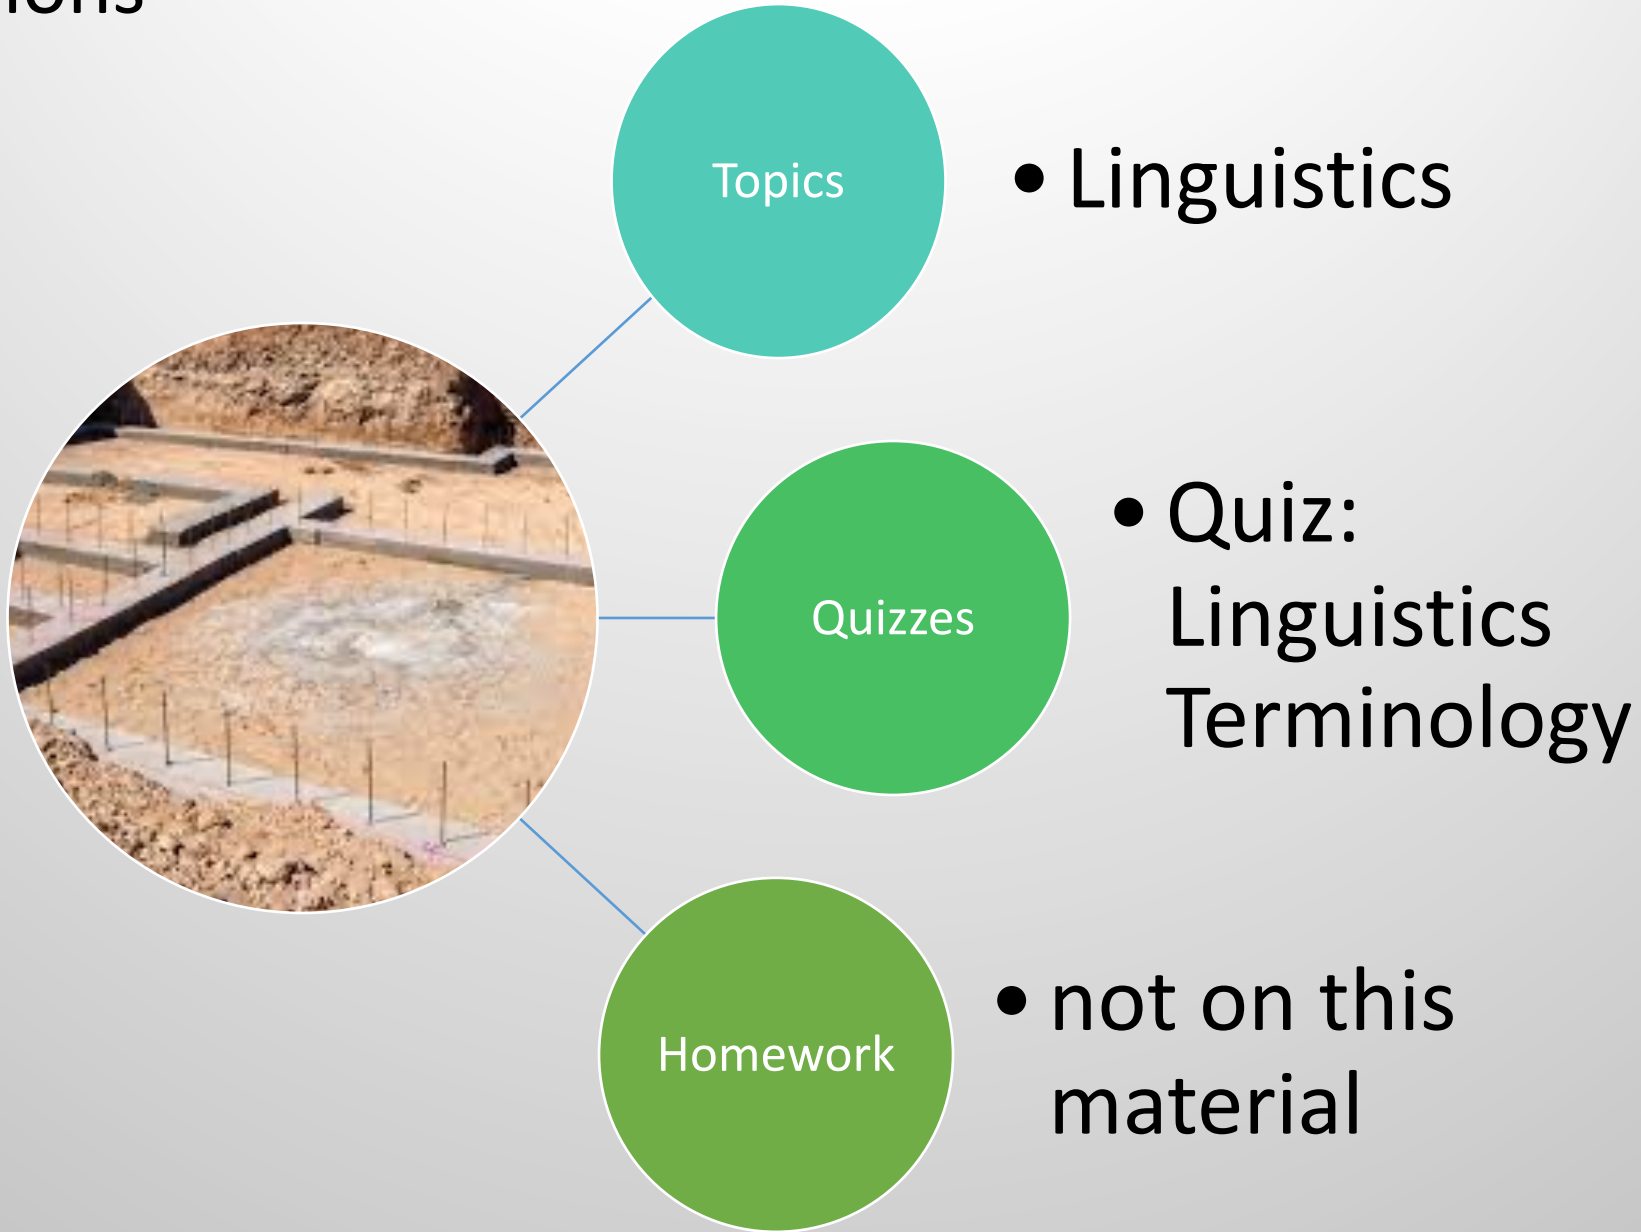 Topics
• Linguistics
Quizzes
• Quiz:
Linguistics
Terminology
Homework
• not on this
material